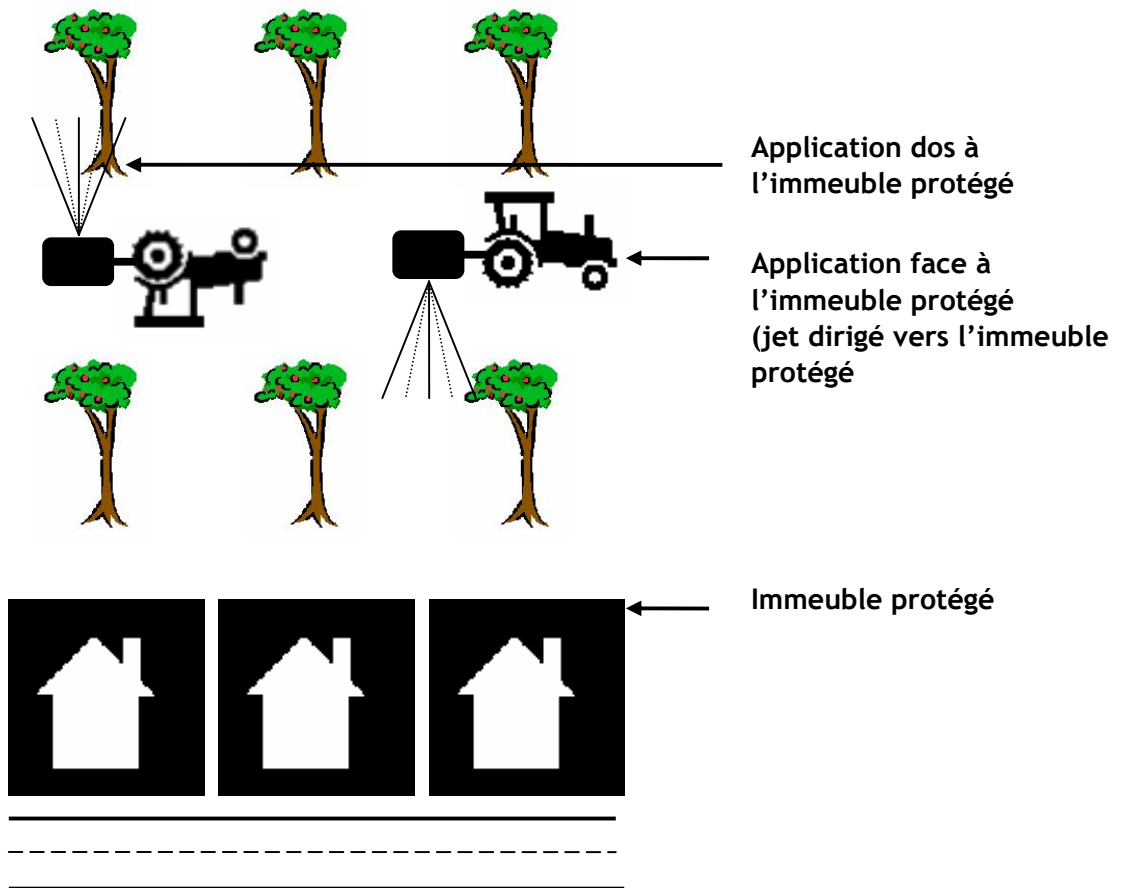 Application dos à
l’immeuble protégé
Application face à
l’immeuble protégé
(jet dirigé vers l’immeuble
protégé
Immeuble protégé